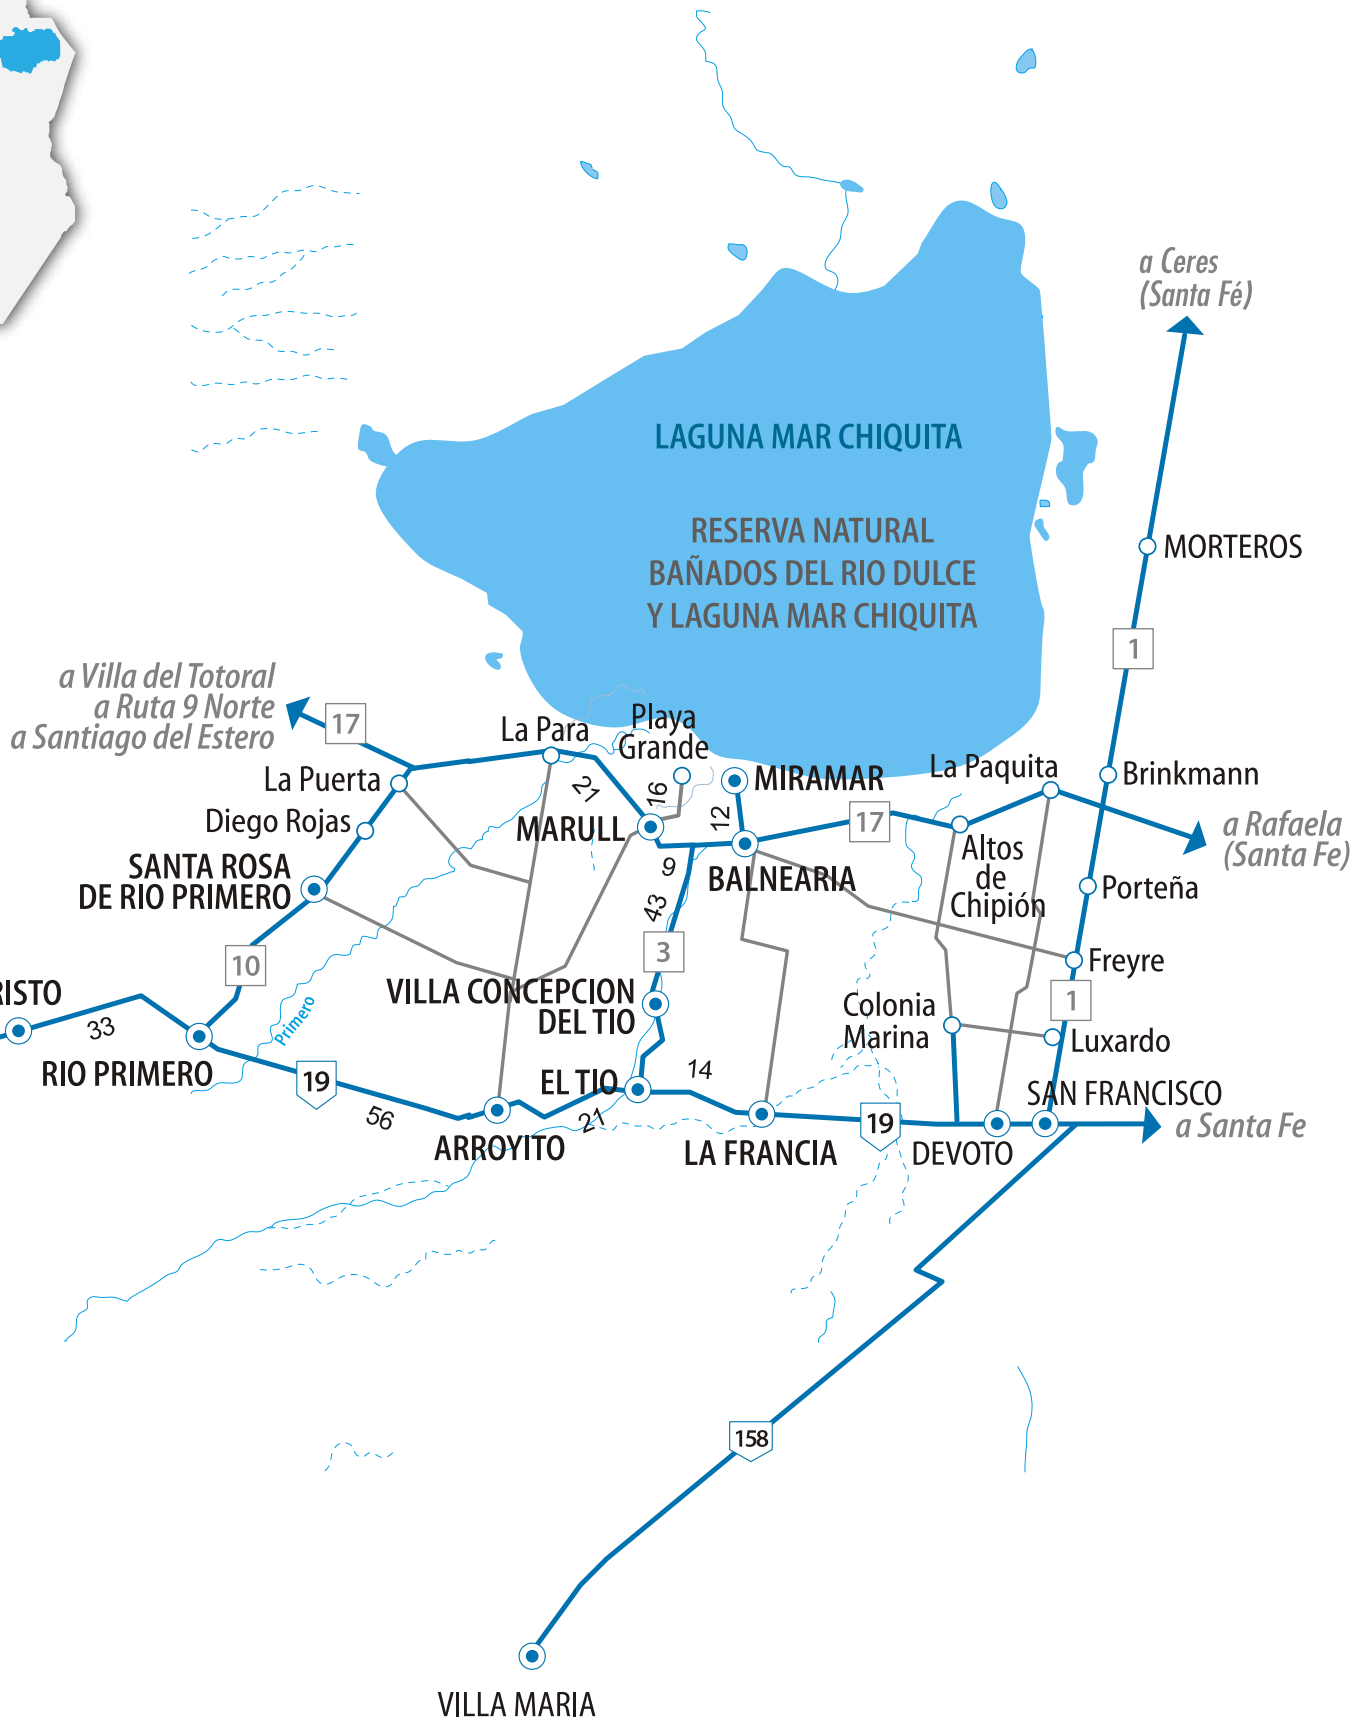 a Ceres
(Santa Fé)
LAGUNA MAR CHIQUITA
RESERVA NATURAL
BAÑADOS DEL RIO DULCE
Y LAGUNA MAR CHIQUITA
MORTEROS
1
a Villa del Totoral
a Ruta 9 Norte
a Santiago del Estero
17
La Para
Playa
Grande
La Puerta
21
16
MIRAMAR
La Paquita
Brinkmann
Diego Rojas
MARULL
12
17
a Rafaela
(Santa Fe)
SANTA ROSA
DE RIO PRIMERO
9
BALNEARIA
Altos
de
Chipión
Porteña
43
3
10
Freyre
RISTO
33
Primero
VILLA CONCEPCION
DEL TIO
Colonia
Marina
1
Luxardo
RIO PRIMERO
19
56
EL TIO
14
21
ARROYITO
LA FRANCIA
19
DEVOTO
SAN FRANCISCO
a Santa Fe
158
VILLA MARIA